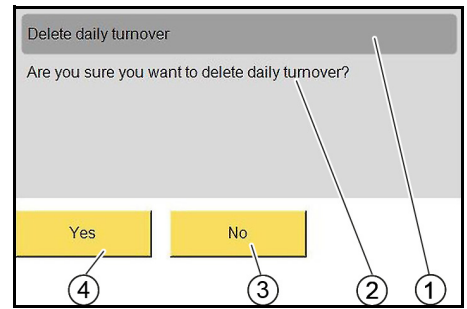 Delete daily turnover
Are you sure you want to delete daily turnover?
Yes No
4 3 2 1